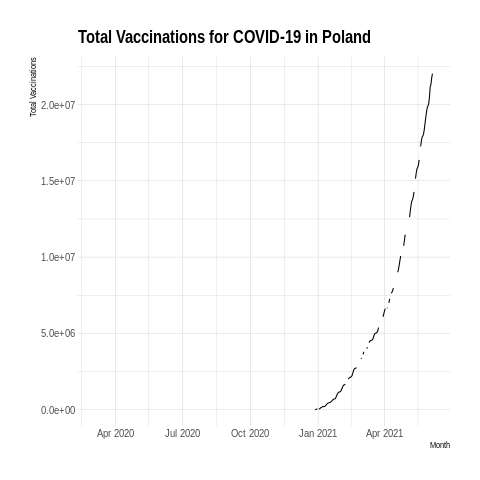 Total Vaccinations for COVID-19 in Poland
Total Vaccinations
2.0e+07
1.5e+07
1.0e+07
5.0e+06
0.0e+00
Apr 2020 Jul 2020 Oct 2020 Jan 2021 Apr 2021
Month